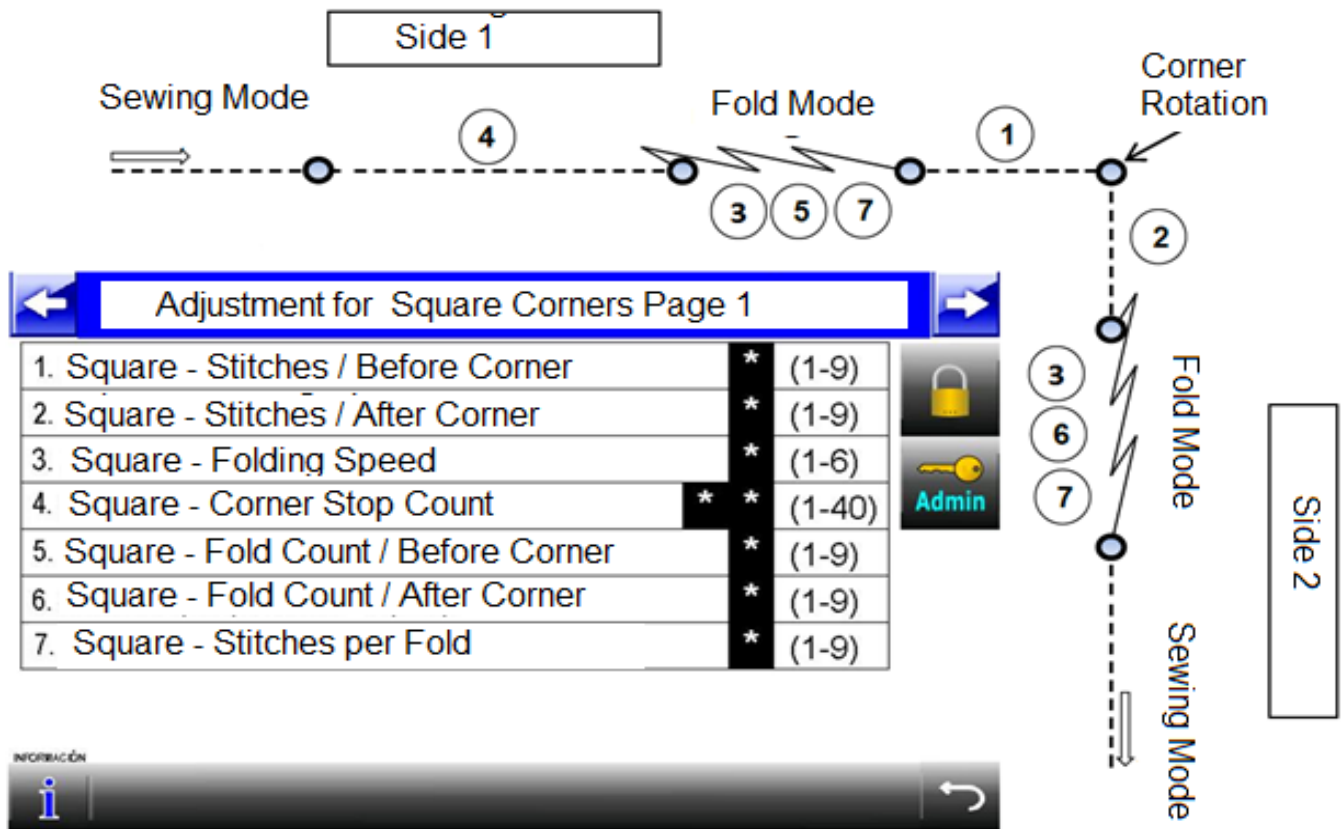 Side 1
Sewing Mode
Fold Mode
Corner
Rotation
4
1
3 5 7
2
Adjustment for Square Corners Page 1
1. Square - Stitches / Before Corner * (1-9)
2. Square - Stitches / After Corner * (1-9)
3. Square - Folding Speed * (1-6)
4. Square - Corner Stop Count * * (1-40)
5. Square - Fold Count / Before Corner * (1-9)
6. Square - Fold Count / After Corner * (1-9)
7. Square - Stitches per Fold * (1-9)
Admin
3
6
7
Fold Mode
Side 2
Sewing Mode
INFORMACIÓN
i